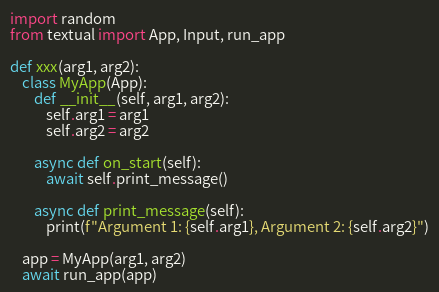 import random
from textual import App, Input, run_app

def xxx(arg1, arg2):
    class MyApp(App):
        def __init__(self, arg1, arg2):
            self.arg1 = arg1
            self.arg2 = arg2

        async def on_start(self):
            await self.print_message()

        async def print_message(self):
            print(f"Argument 1: {self.arg1}, Argument 2: {self.arg2}")

    app = MyApp(arg1, arg2)
    await run_app(app)